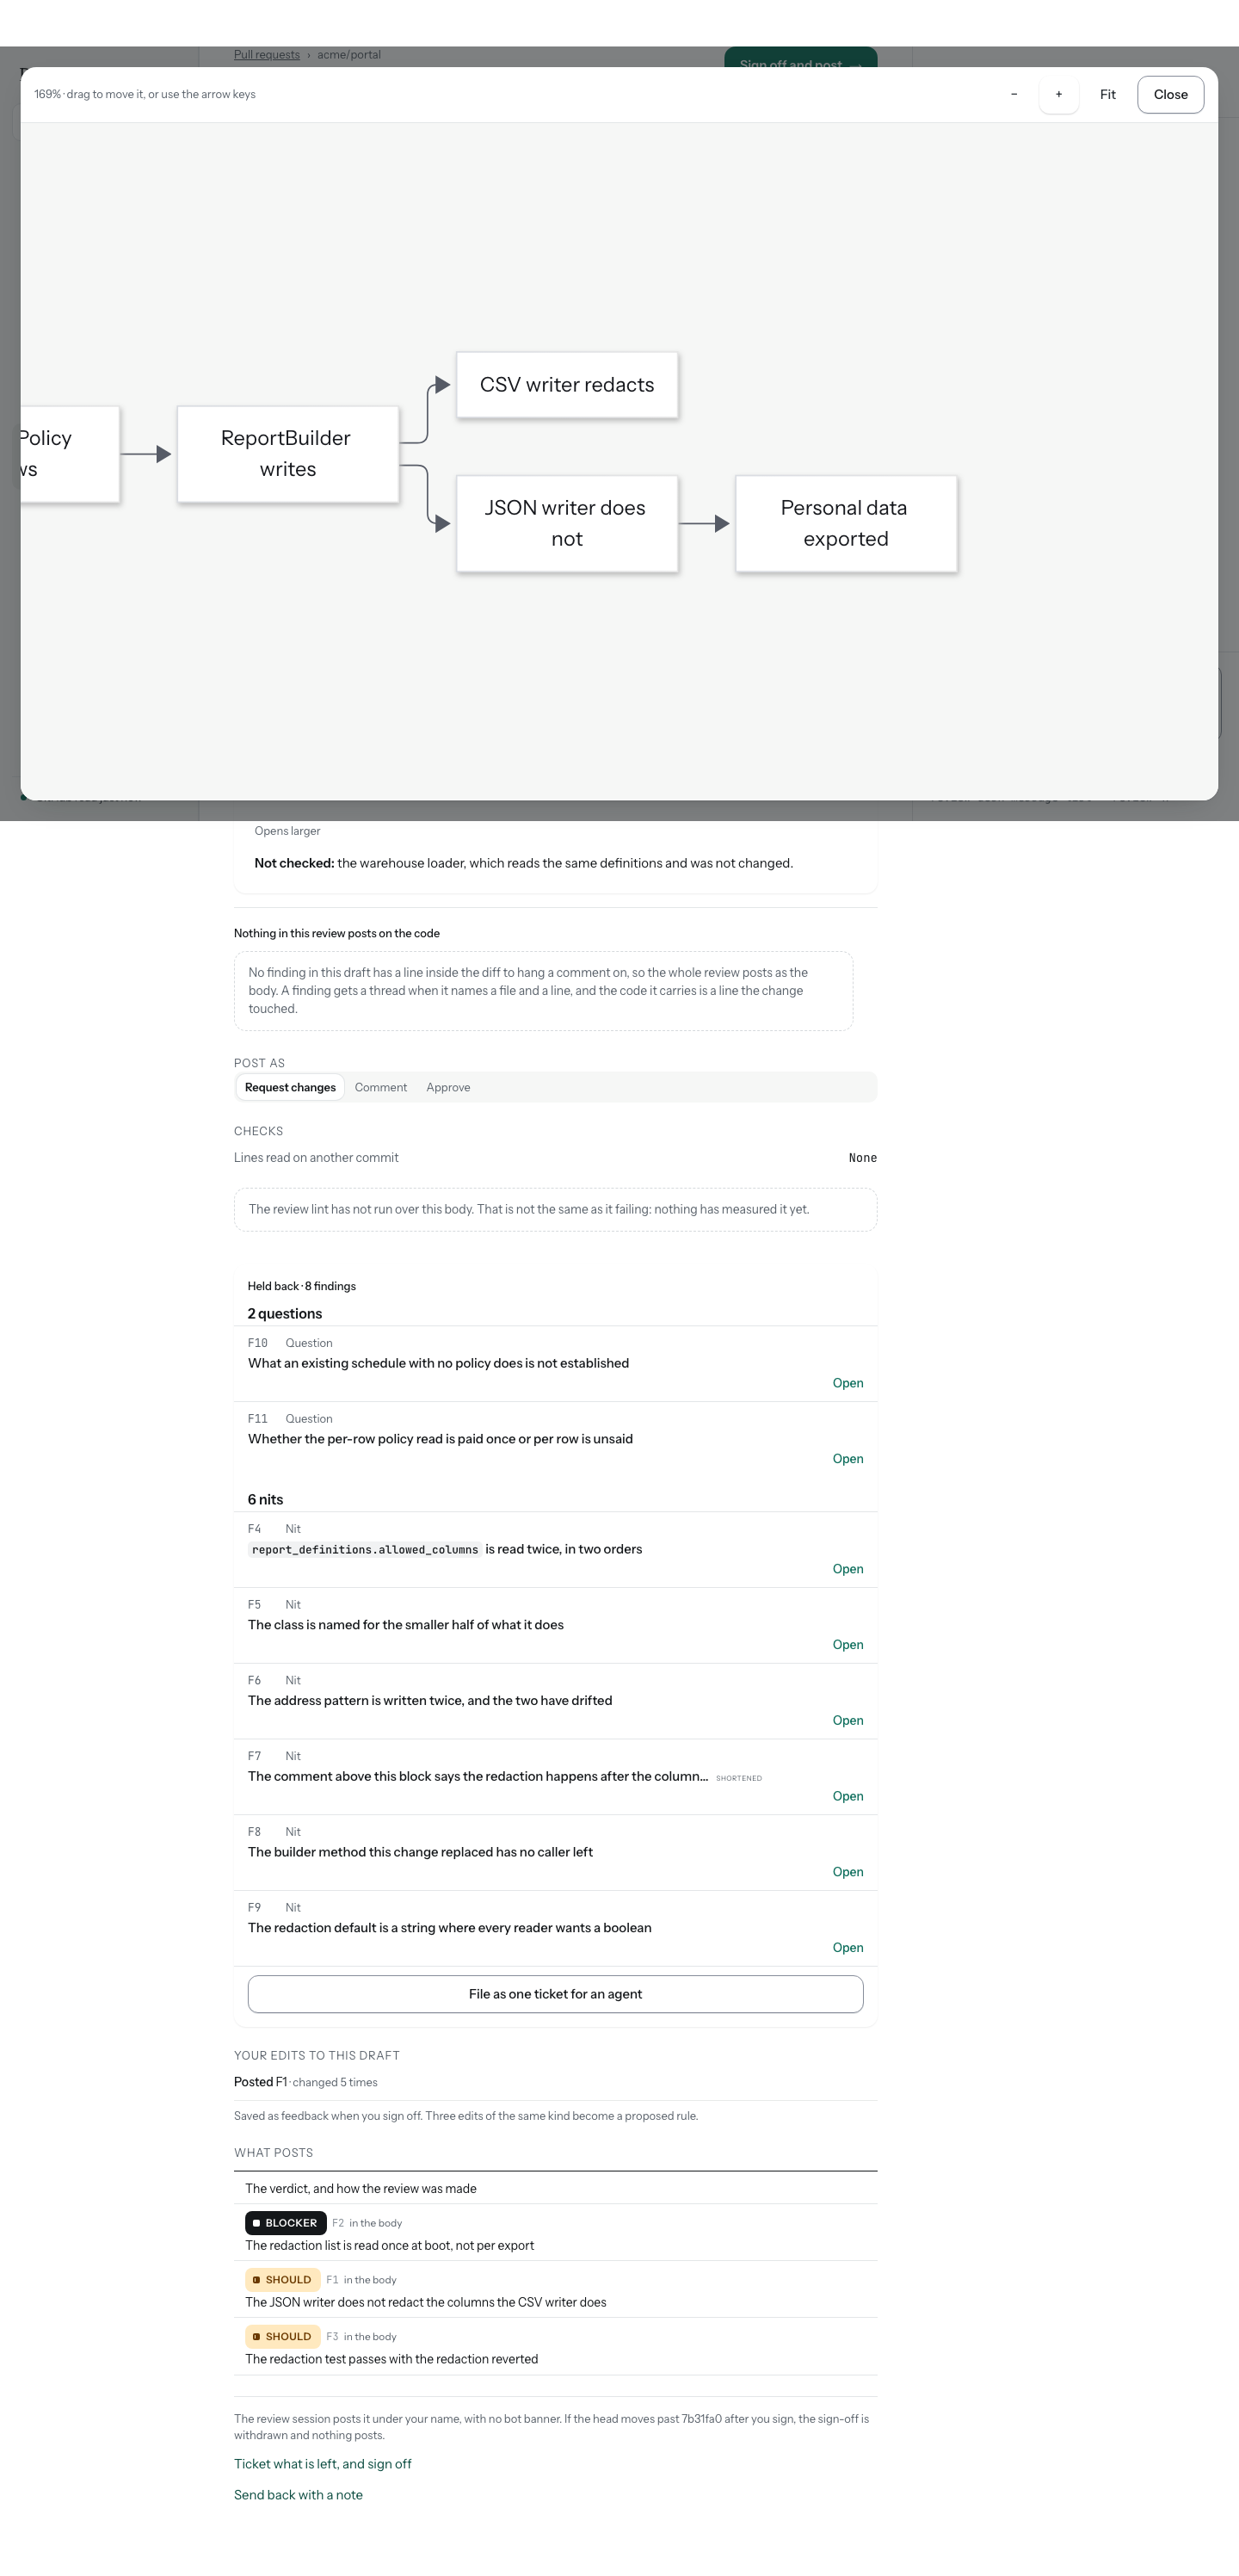 Pull requests › acme/portal
Sign off and post →
169% · drag to move it, or use the arrow keys
− + Fit Close
CSV writer redacts
Policy
ReportBuilder
writes
JSON writer does
not
Personal data
exported
Opens larger
Not checked: the warehouse loader, which reads the same definitions and was not changed.
Nothing in this review posts on the code
No finding in this draft has a line inside the diff to hang a comment on, so the whole review posts as the
body. A finding gets a thread when it names a file and a line, and the code it carries is a line the change
touched.
POST AS
Request changes Comment Approve
CHECKS
Lines read on another commit None
The review lint has not run over this body. That is not the same as it failing: nothing has measured it yet.
Held back · 8 findings
2 questions
F10 Question
What an existing schedule with no policy does is not established
Open
F11 Question
Whether the per-row policy read is paid once or per row is unsaid
Open
6 nits
F4 Nit
report_definitions.allowed_columns is read twice, in two orders
Open
F5 Nit
The class is named for the smaller half of what it does
Open
F6 Nit
The address pattern is written twice, and the two have drifted
Open
F7 Nit
The comment above this block says the redaction happens after the column… SHORTENED
Open
F8 Nit
The builder method this change replaced has no caller left
Open
F9 Nit
The redaction default is a string where every reader wants a boolean
Open
File as one ticket for an agent
YOUR EDITS TO THIS DRAFT
Posted F1 · changed 5 times
Saved as feedback when you sign off. Three edits of the same kind become a proposed rule.
WHAT POSTS
The verdict, and how the review was made
BLOCKER F2 in the body
The redaction list is read once at boot, not per export
SHOULD F1 in the body
The JSON writer does not redact the columns the CSV writer does
SHOULD F3 in the body
The redaction test passes with the redaction reverted
The review session posts it under your name, with no bot banner. If the head moves past 7b31fa0 after you sign, the sign-off is
withdrawn and nothing posts.
Ticket what is left, and sign off
Send back with a note